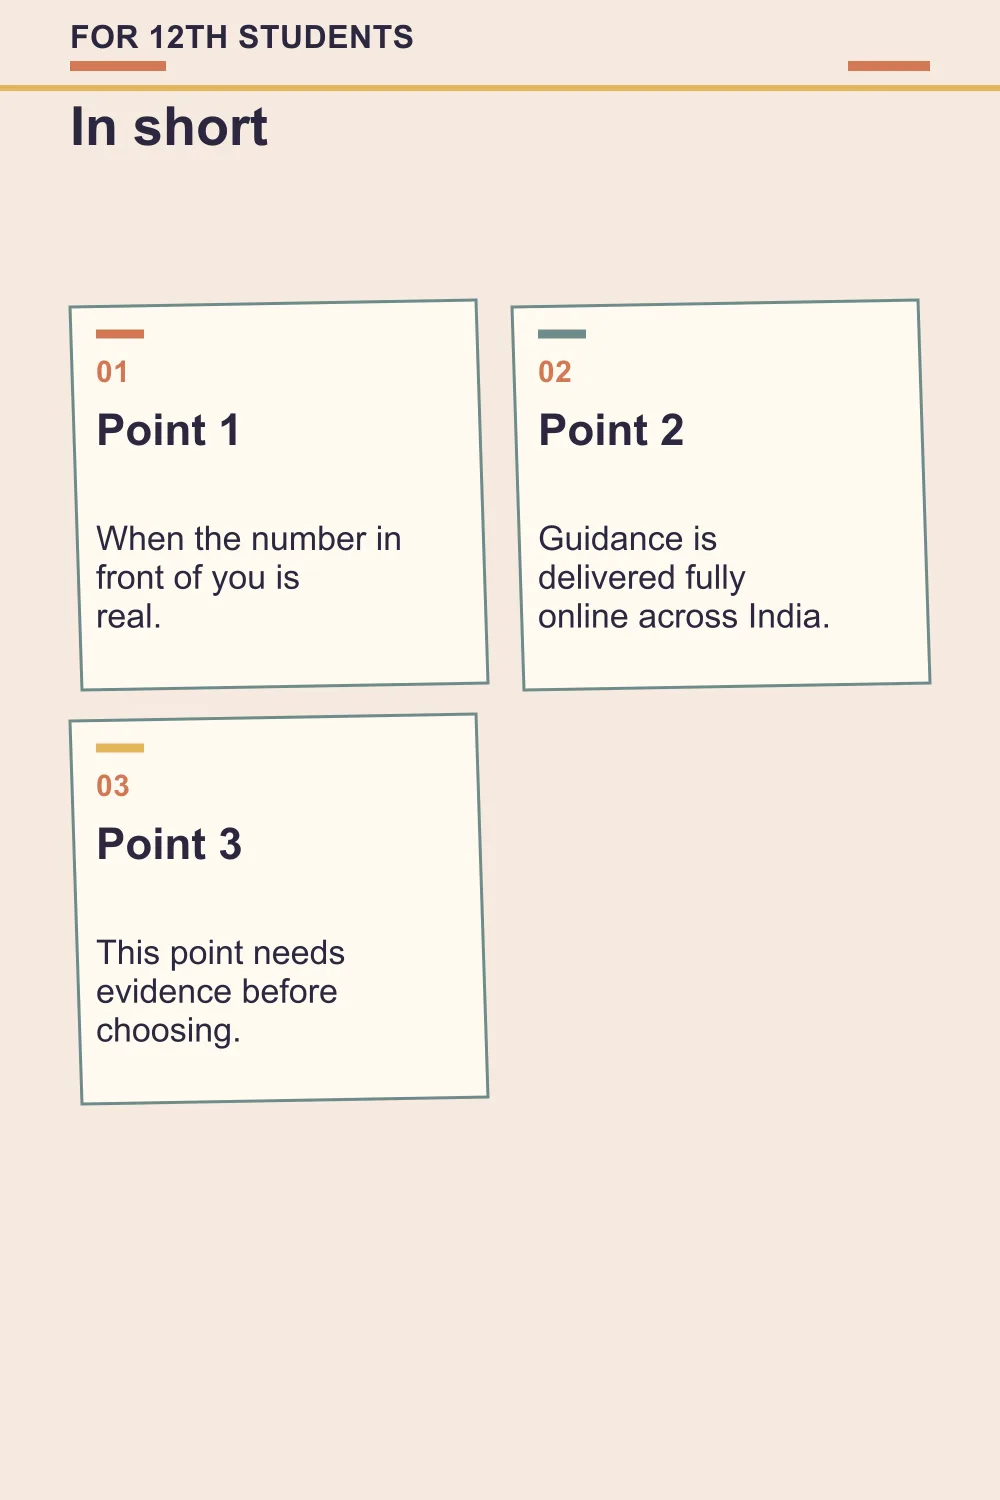 FOR 12TH STUDENTS
In short
01
Point 1
When the number in
front of you is
real.
02
Point 2
Guidance is
delivered fully
online across India.
03
Point 3
This point needs
evidence before
choosing.